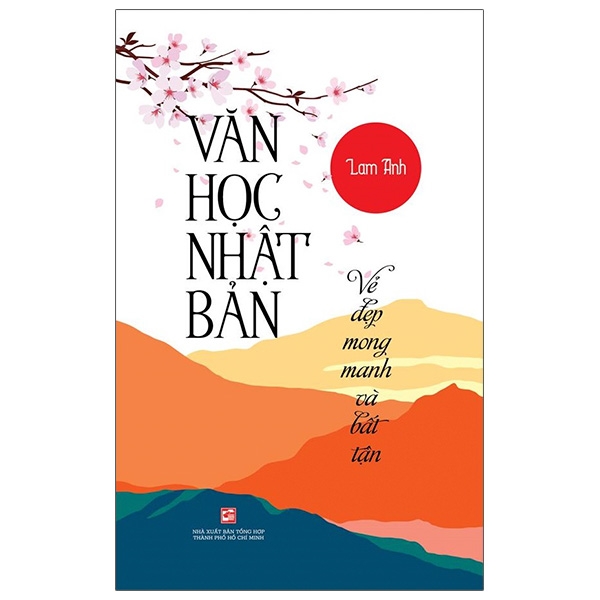 VĂN
HỌC
NHẬT
BẢN
Lam Anh
Vẻ
đẹp
mong
manh
và
bất
tận
NHÀ XUẤT BẢN TỔNG HỢP
THÀNH PHỐ HỒ CHÍ MINH